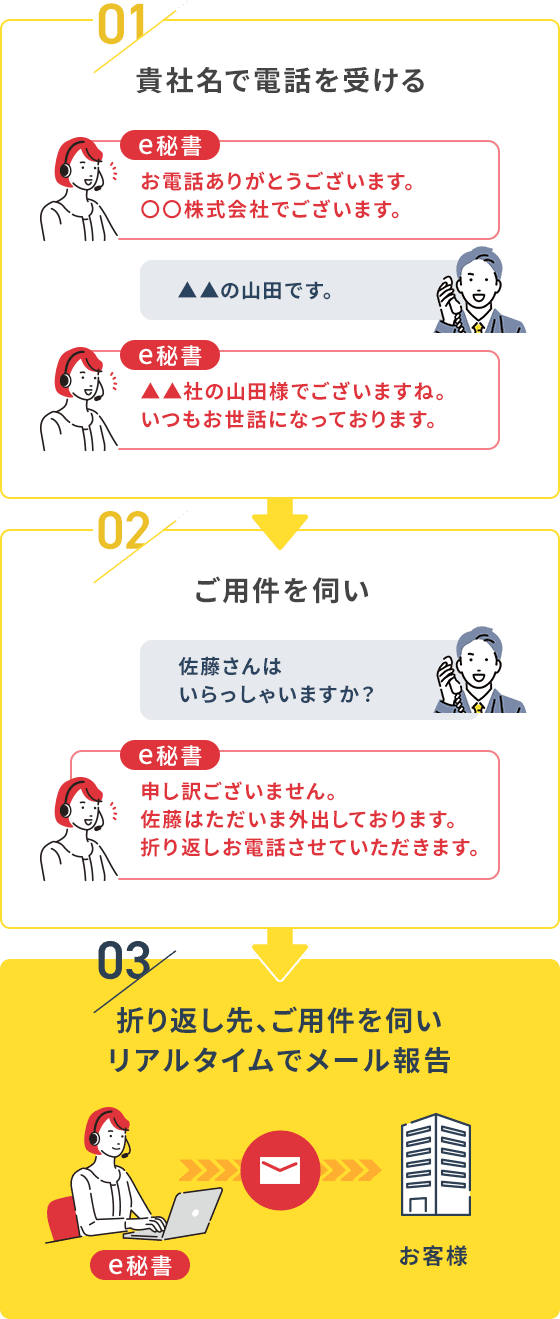 01
貴社名で電話を受ける
e秘書
お電話ありがとうございます。
〇〇株式会社でございます。
▲▲の山田です。
e秘書
▲▲社の山田様でございますね。
いつもお世話になっております。
02
ご用件を伺い
佐藤さんは
いらっしゃいますか？
e秘書
申し訳ございません。
佐藤はただいま外出しております。
折り返しお電話させていただきます。
03
折り返し先、ご用件を伺い
リアルタイムでメール報告
e秘書
お客様